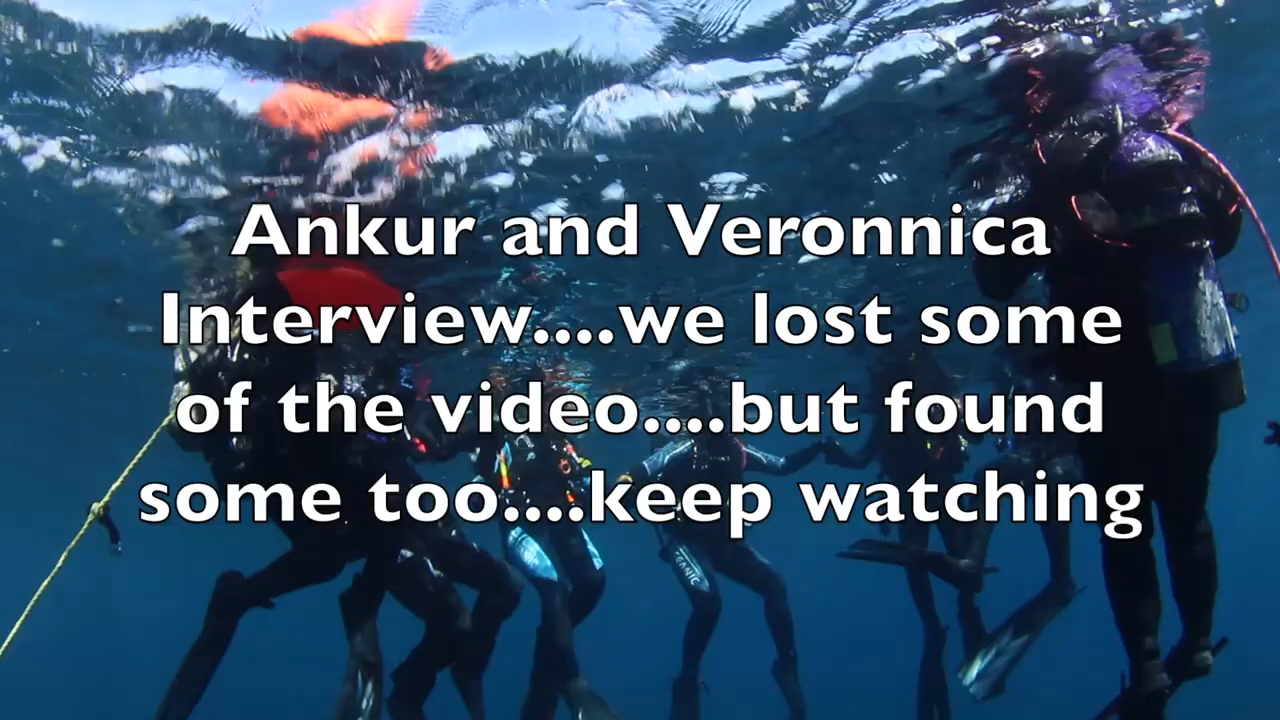 Ankur and Veronnica
Interview....we lost some
of the video....but found
some too....keep watching